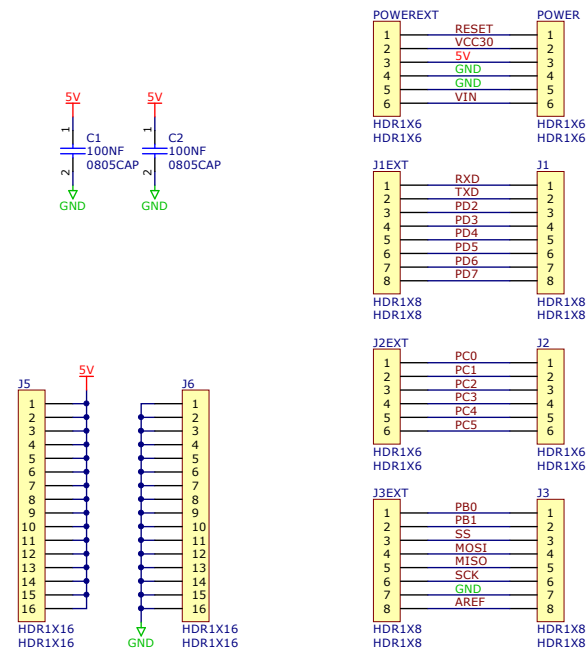 POWEREXT POWER
1 RESET 1
2 VCC30 2
3 5V 3
4 GND 4
5 GND 5
6 VIN 6
HDR1X6 HDR1X6
HDR1X6 HDR1X6
5V 5V
1 C1 1 C2
100NF 100NF
2 0805CAP 2 0805CAP
GND GND
J1EXT J1
1 RXD 1
2 TXD 2
3 PD2 3
4 PD3 4
5 PD4 5
6 PD5 6
7 PD6 7
8 PD7 8
HDR1X8 HDR1X8
HDR1X8 HDR1X8
J2EXT J2
1 PC0 1
2 PC1 2
3 PC2 3
4 PC3 4
5 PC4 5
6 PC5 6
HDR1X6 HDR1X6
HDR1X6 HDR1X6
5V
J5 J6
1 1
2 2
3 3
4 4
5 5
6 6
7 7
8 8
9 9
10 10
11 11
12 12
13 13
14 14
15 15
16 16
HDR1X16 HDR1X16
HDR1X16 GND HDR1X16
J3EXT J3
1 PB0 1
2 PB1 2
3 SS 3
4 MOSI 4
5 MISO 5
6 SCK 6
7 GND 7
8 AREF 8
HDR1X8 HDR1X8
HDR1X8 HDR1X8